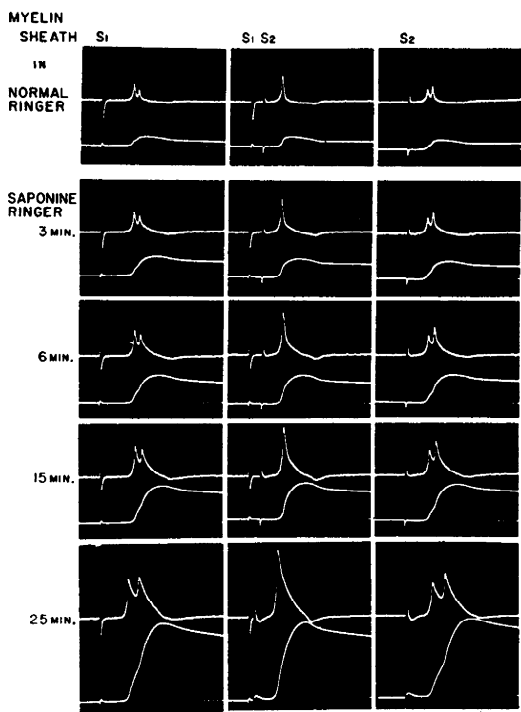 MYELIN
SHEATH S1 S1 S2 S2
IN
NORMAL
RINGER
SAPONINE
RINGER
3 MIN.
6 MIN.
15 MIN.
25 MIN.